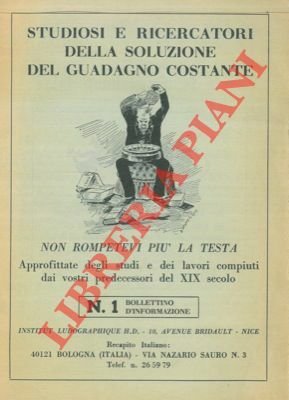 STUDIOSI E RICERCATORI
DELLA SOLUZIONE
DEL GUADAGNO COSTANTE
LIBRERIA PIANI
NON ROMPETEVI PIU' LA TESTA
Approfittate degli studi e dei lavori compiuti
dai vostri predecessori del XIX secolo
N. 1 BOLLETTINO
D'INFORMAZIONE
INSTITUT LUDOGRAPHIQUE H.D. - 10, AVENUE BRIDAULT - NICE
Recapito Italiano:
40121 BOLOGNA (ITALIA) - VIA NAZARIO SAURO N. 3
Telef. n. 26 59 79